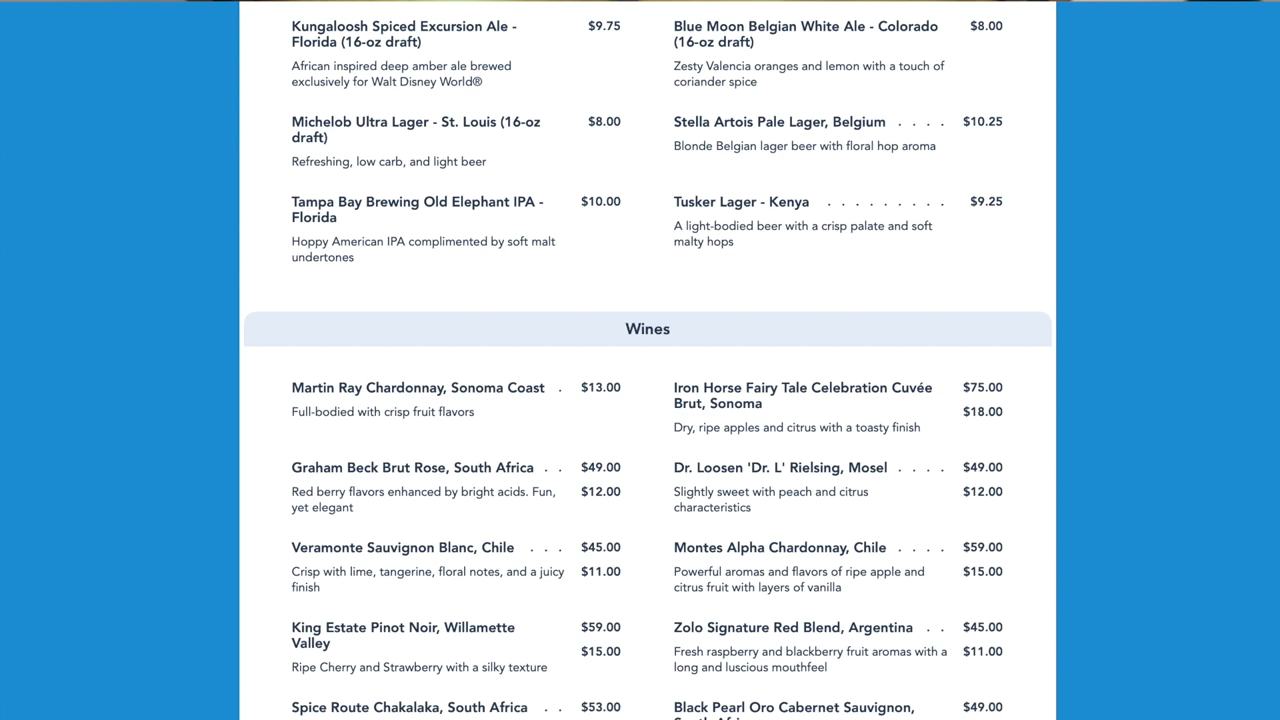 Kungaloosh Spiced Excursion Ale - $9.75
Florida (16-oz draft)
African inspired deep amber ale brewed
exclusively for Walt Disney World®
Blue Moon Belgian White Ale - Colorado $8.00
(16-oz draft)
Zesty Valencia oranges and lemon with a touch of
coriander spice
Michelob Ultra Lager - St. Louis (16-oz $8.00
draft)
Refreshing, low carb, and light beer
Stella Artois Pale Lager, Belgium . . . . $10.25
Blonde Belgian lager beer with floral hop aroma
Tampa Bay Brewing Old Elephant IPA - $10.00
Florida
Hoppy American IPA complimented by soft malt
undertones
Tusker Lager - Kenya . . . . . . . . . $9.25
A light-bodied beer with a crisp palate and soft
malty hops
Wines
Martin Ray Chardonnay, Sonoma Coast . $13.00
Full-bodied with crisp fruit flavors
Iron Horse Fairy Tale Celebration Cuvée $75.00
Brut, Sonoma $18.00
Dry, ripe apples and citrus with a toasty finish
Graham Beck Brut Rose, South Africa . . $49.00
Red berry flavors enhanced by bright acids. Fun, $12.00
yet elegant
Dr. Loosen 'Dr. L' Rielsing, Mosel . . . . $49.00
Slightly sweet with peach and citrus $12.00
characteristics
Veramonte Sauvignon Blanc, Chile . . . $45.00
Crisp with lime, tangerine, floral notes, and a juicy $11.00
finish
Montes Alpha Chardonnay, Chile . . . . $59.00
Powerful aromas and flavors of ripe apple and $15.00
citrus fruit with layers of vanilla
King Estate Pinot Noir, Willamette $59.00
Valley $15.00
Ripe Cherry and Strawberry with a silky texture
Zolo Signature Red Blend, Argentina . . $45.00
Fresh raspberry and blackberry fruit aromas with a $11.00
long and luscious mouthfeel
Spice Route Chakalaka, South Africa . . $53.00
Black Pearl Oro Cabernet Sauvignon, $49.00